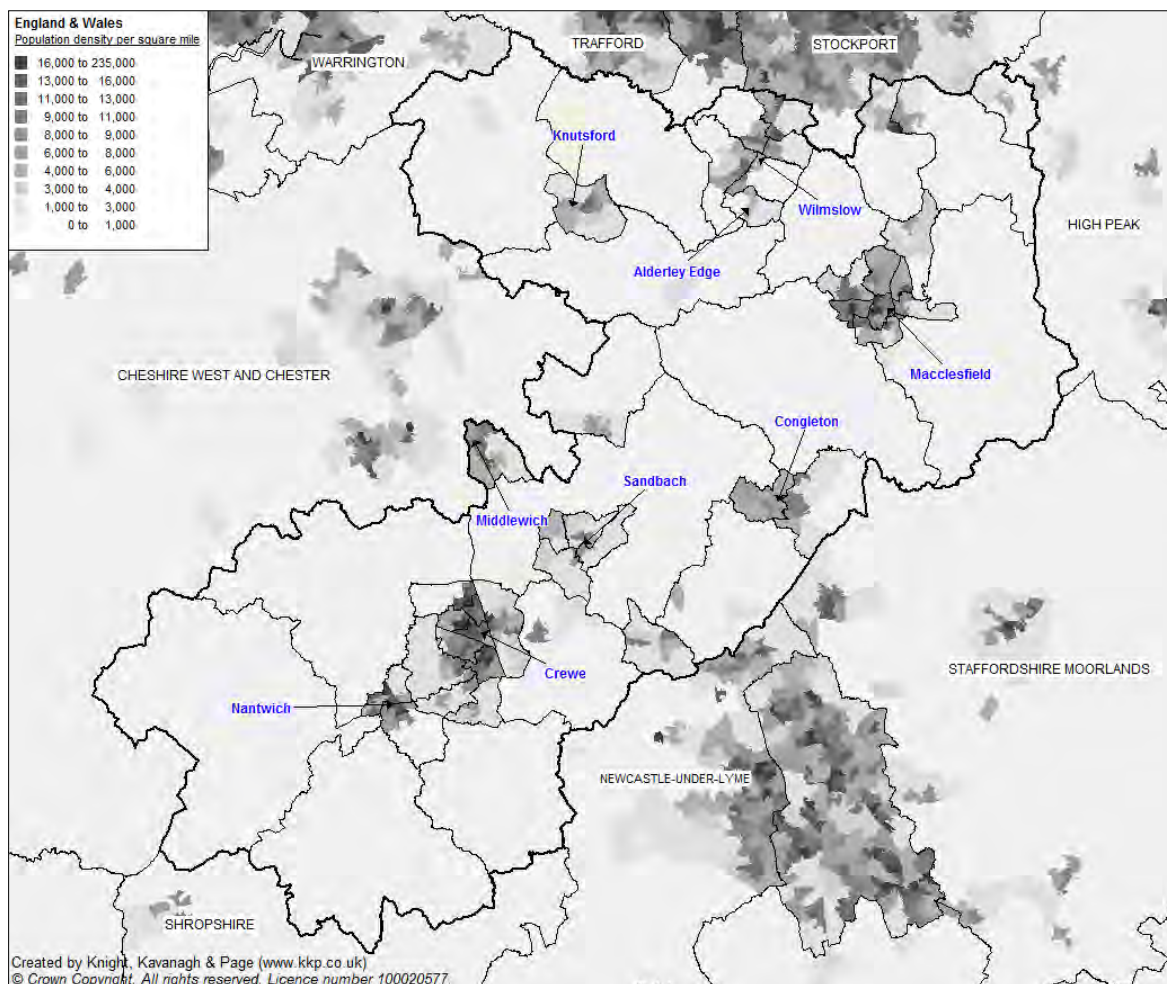 England & Wales
Population density per square mile
16,000 to 235,000
13,000 to 16,000
11,000 to 13,000
9,000 to 11,000
8,000 to 9,000
6,000 to 8,000
4,000 to 6,000
3,000 to 4,000
1,000 to 3,000
0 to 1,000
TRAFFORD
STOCKPORT
WARRINGTON
Knutsford
Wilmslow
HIGH PEAK
Alderley Edge
CHESHIRE WEST AND CHESTER
Macclesfield
Congleton
Sandbach
Middlewich
Crewe
STAFFORDSHIRE MOORLANDS
Nantwich
NEWCASTLE-UNDER-LYME
SHROPSHIRE
Created by Knight, Kavanagh & Page (www.kkp.co.uk)
© Crown Copyright. All rights reserved. Licence number 100020577.